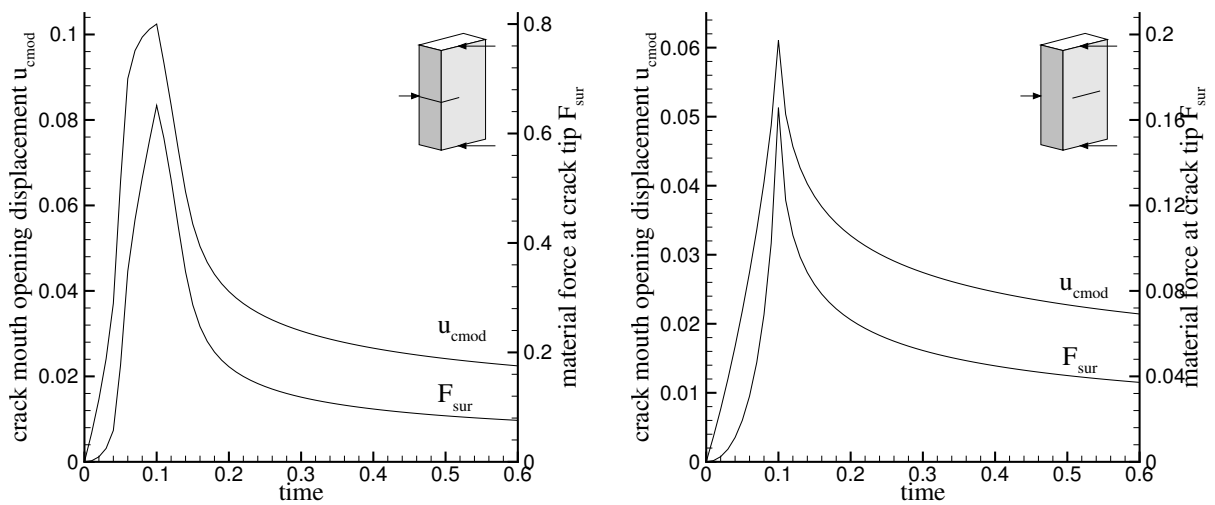 crack mouth opening displacement u_cmod
0.1
0.08
0.06
0.04
0.02
0
0 0.1 0.2 0.3 0.4 0.5 0.6
time
0.8
0.6
0.4
0.2
0
material force at crack tip F_sur
u_cmod
F_sur
crack mouth opening displacement u_cmod
0.06
0.05
0.04
0.03
0.02
0.01
0
0 0.1 0.2 0.3 0.4 0.5 0.6
time
0.2
0.16
0.12
0.08
0.04
0
material force at crack tip F_sur
u_cmod
F_sur